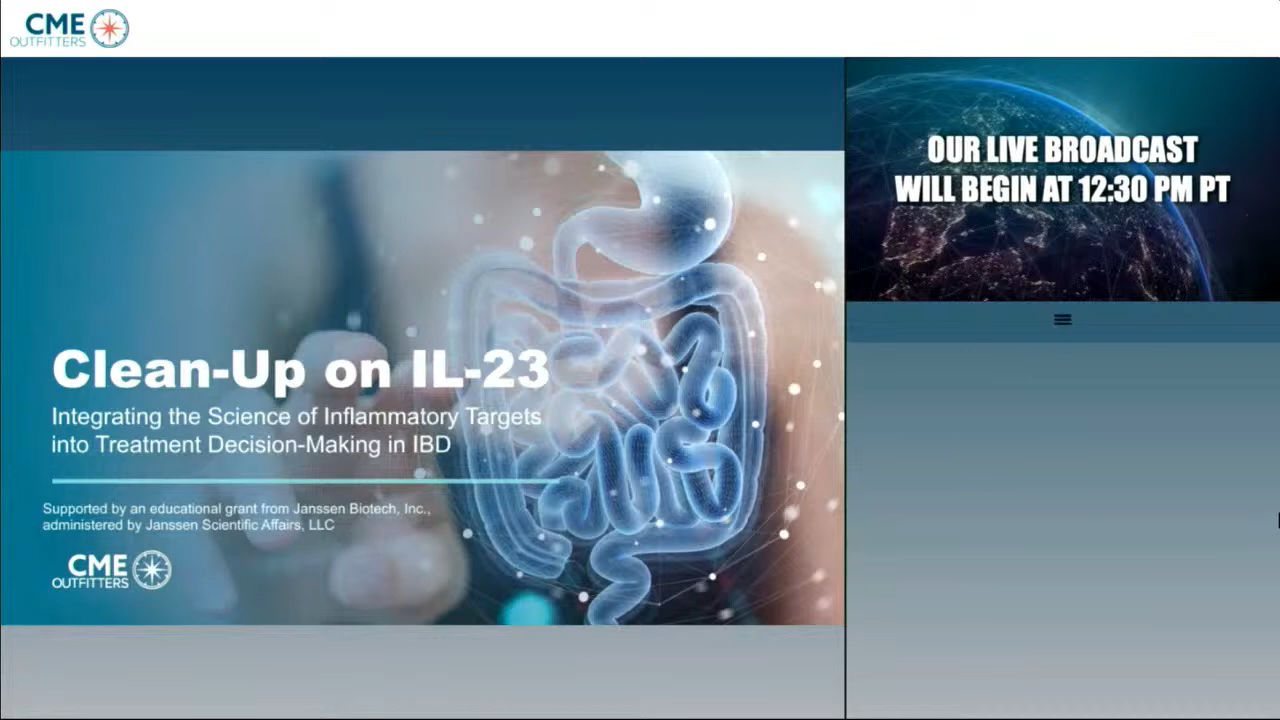 CME
OUTFITTERS
OUR LIVE BROADCAST
WILL BEGIN AT 12:30 PM PT
Clean-Up on IL-23
Integrating the Science of Inflammatory Targets
into Treatment Decision-Making in IBD
Supported by an educational grant from Janssen Biotech, Inc.,
administered by Janssen Scientific Affairs, LLC
CME
OUTFITTERS